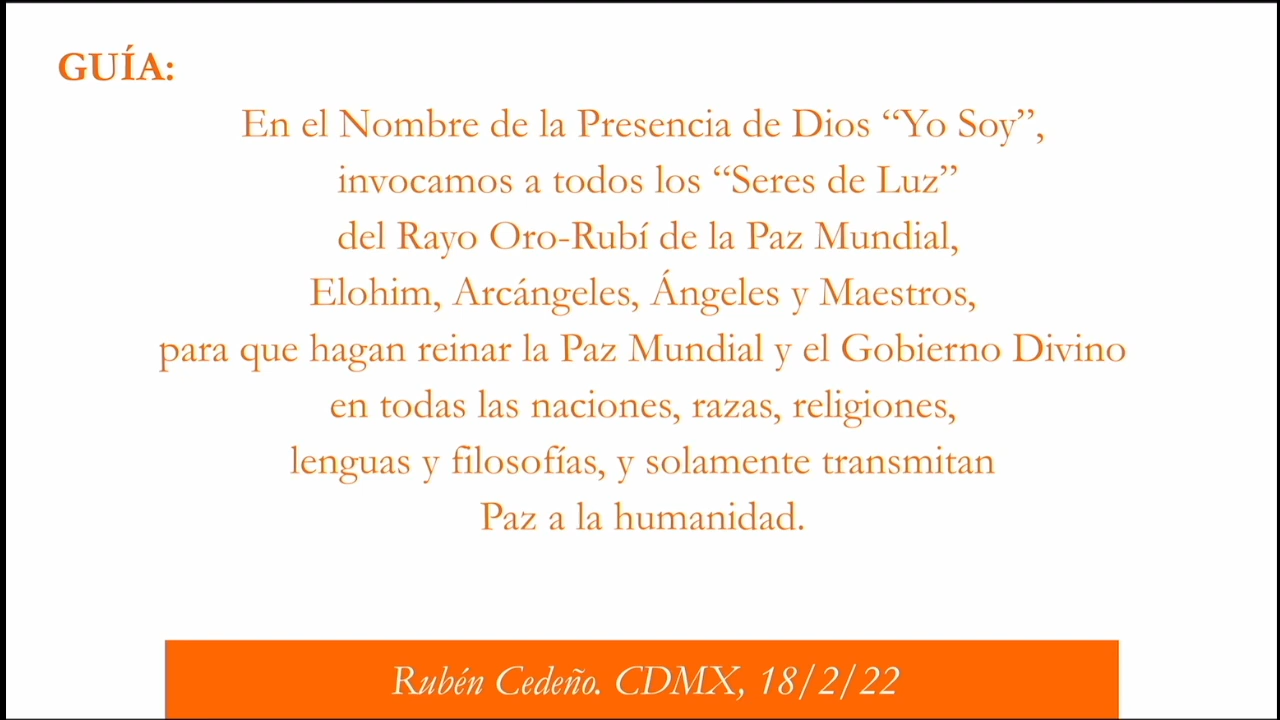 GUÍA:
En el Nombre de la Presencia de Dios “Yo Soy”,
invocamos a todos los “Seres de Luz”
del Rayo Oro-Rubí de la Paz Mundial,
Elohim, Arcángeles, Ángeles y Maestros,
para que hagan reinar la Paz Mundial y el Gobierno Divino
en todas las naciones, razas, religiones,
lenguas y filosofías, y solamente transmitan
Paz a la humanidad.
Rubén Cedeño. CDMX, 18/2/22